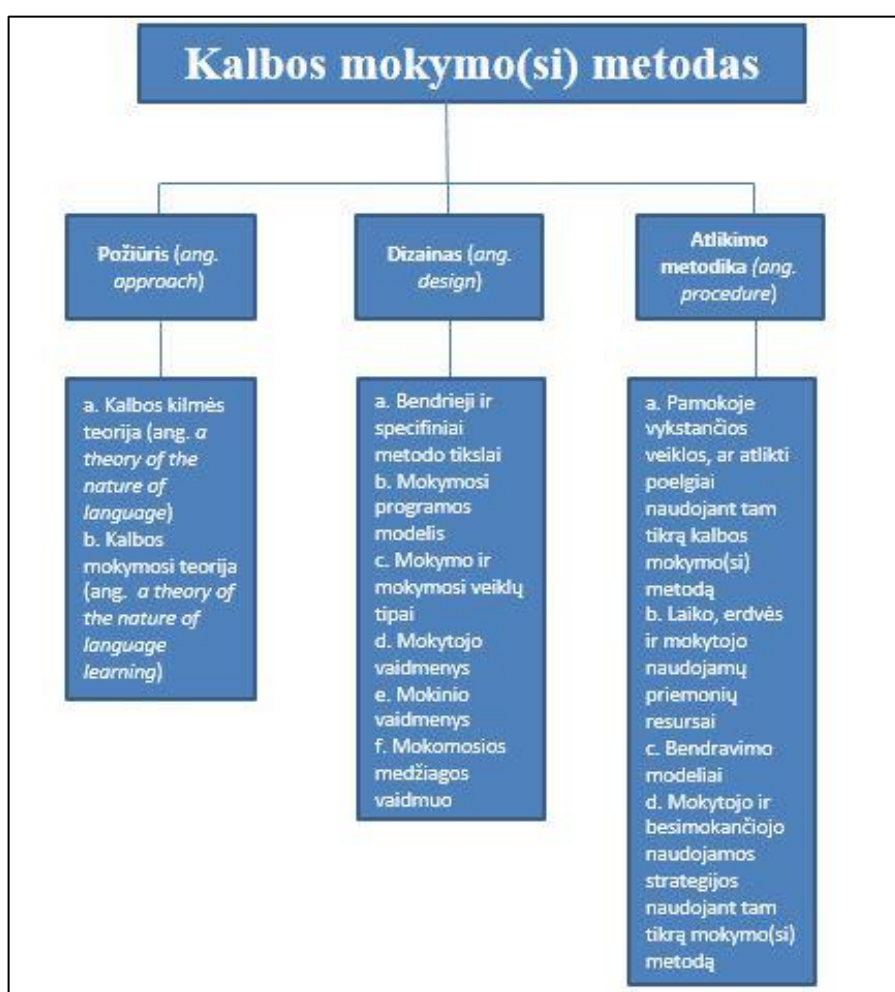 Kalbos mokymo(si) metodas
Požiūris (ang.
approach)
a. Kalbos kilmės
teorija (ang. a
theory of the
nature of
language)
b. Kalbos
mokymosi teorija
(ang. a theory of
the nature of
language
learning)
Dizainas (ang.
design)
a. Bendrieji ir
specifiniai
metodo tikslai
b. Mokymosi
programos
modelis
c. Mokymo ir
mokymosi veiklų
tipai
d. Mokytojo
vaidmenys
e. Mokinio
vaidmenys
f. Mokomosios
medžiagos
vaidmuo
Atlikimo
metodika (ang.
procedure)
a. Pamokoje
vykstančios
veiklos, ar atlikti
poelgiai
naudojant tam
tikrą kalbos
mokymo(si)
metodą
b. Laiko, erdvės
ir mokytojo
naudojamų
priemonių
resursai
c. Bendravimo
modeliai
d. Mokytojo ir
besimokančiojo
naudojamos
strategijos
naudojant tam
tikrą mokymo(si)
metodą